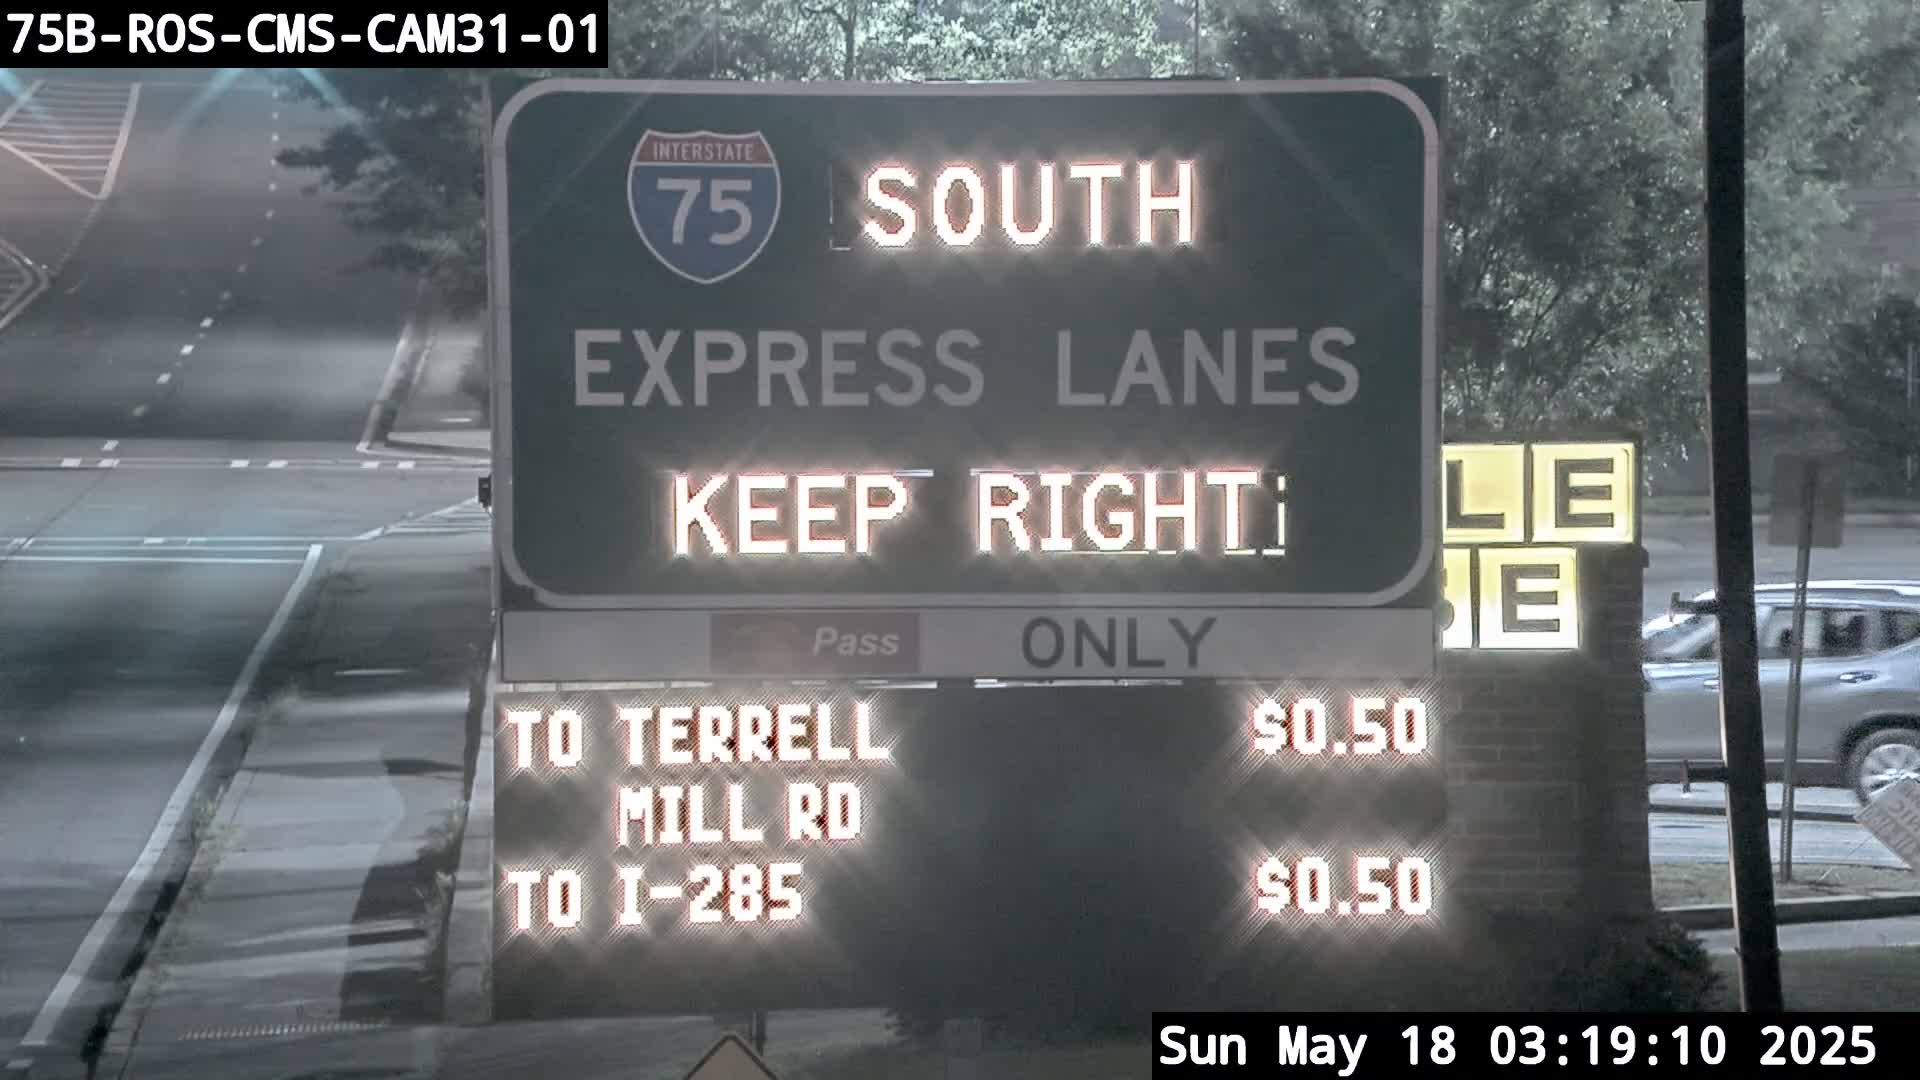 75B-ROS-CMS-CAM31-01
INTERSTATE
75
SOUTH
EXPRESS LANES
KEEP RIGHT
Pass ONLY
TO TERRELL $0.50
MILL RD
TO I-285 $0.50
LE
E
Sun May 18 03:19:10 2025